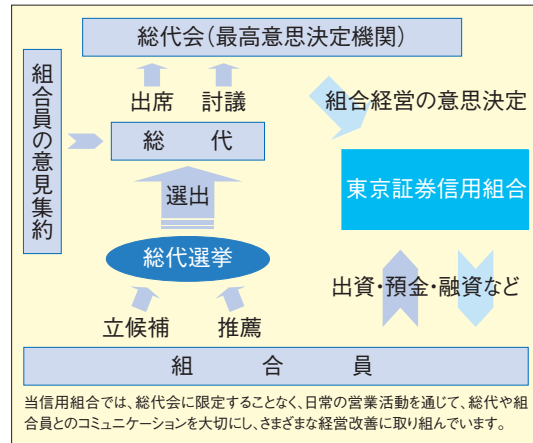 総代会(最高意思決定機関)
出席 討議
組合員の意見集約
総代
組合経営の意思決定
東京証券信用組合
選出
総代選挙
出資・預金・融資など
立候補 推薦
組合員
当信用組合では、総代会に限定することなく、日常の営業活動を通じて、総代や組
合員とのコミュニケーションを大切にし、さまざまな経営改善に取り組んでいます。